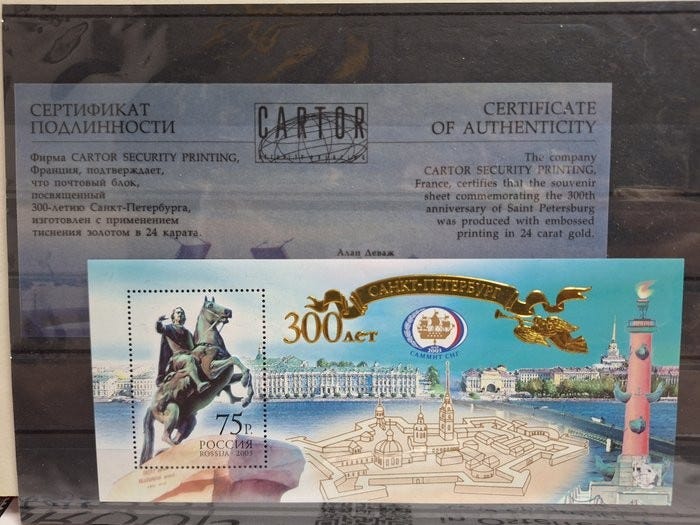 СЕРТИФИКАТ
ПОДЛИННОСТИ
Фирма CARTOR SECURITY PRINTING,
Франция, подтверждает,
что почтовый блок,
посвященный
300-летию Санкт-Петербурга,
изготовлен с применением
тиснения золотом в 24 карата.
CARTOR
CERTIFICATE
OF AUTHENTICITY
The company
CARTOR SECURITY PRINTING,
France, certifies that the souvenir
sheet commemorating the 300th
anniversary of Saint Petersburg
was produced with embossed
printing in 24 carat gold.
Алан Деваж
САНКТ-ПЕТЕРБУРГ
300 лет
2003
САММИТ СНГ
75 Р.
РОССИЯ
ROSSIJA · 2003